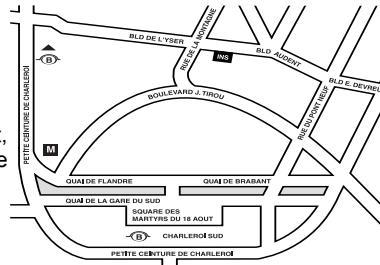 BLD DE L'YSER
RUE DE LA MONTAGNE
BLD AUDENT
INS
B
BLD E. DEVREU
PETITE CEINTURE DE CHARLEROI
BOULEVARD J. TIROU
RUE DU PONT NEUF
M
e
QUAI DE FLANDRE
QUAI DE BRABANT
QUAI DE LA GARE DU SUD
SQUARE DES
MARTYRS DU 18 AOUT
B
CHARLEROI SUD
PETITE CEINTURE DE CHARLEROI